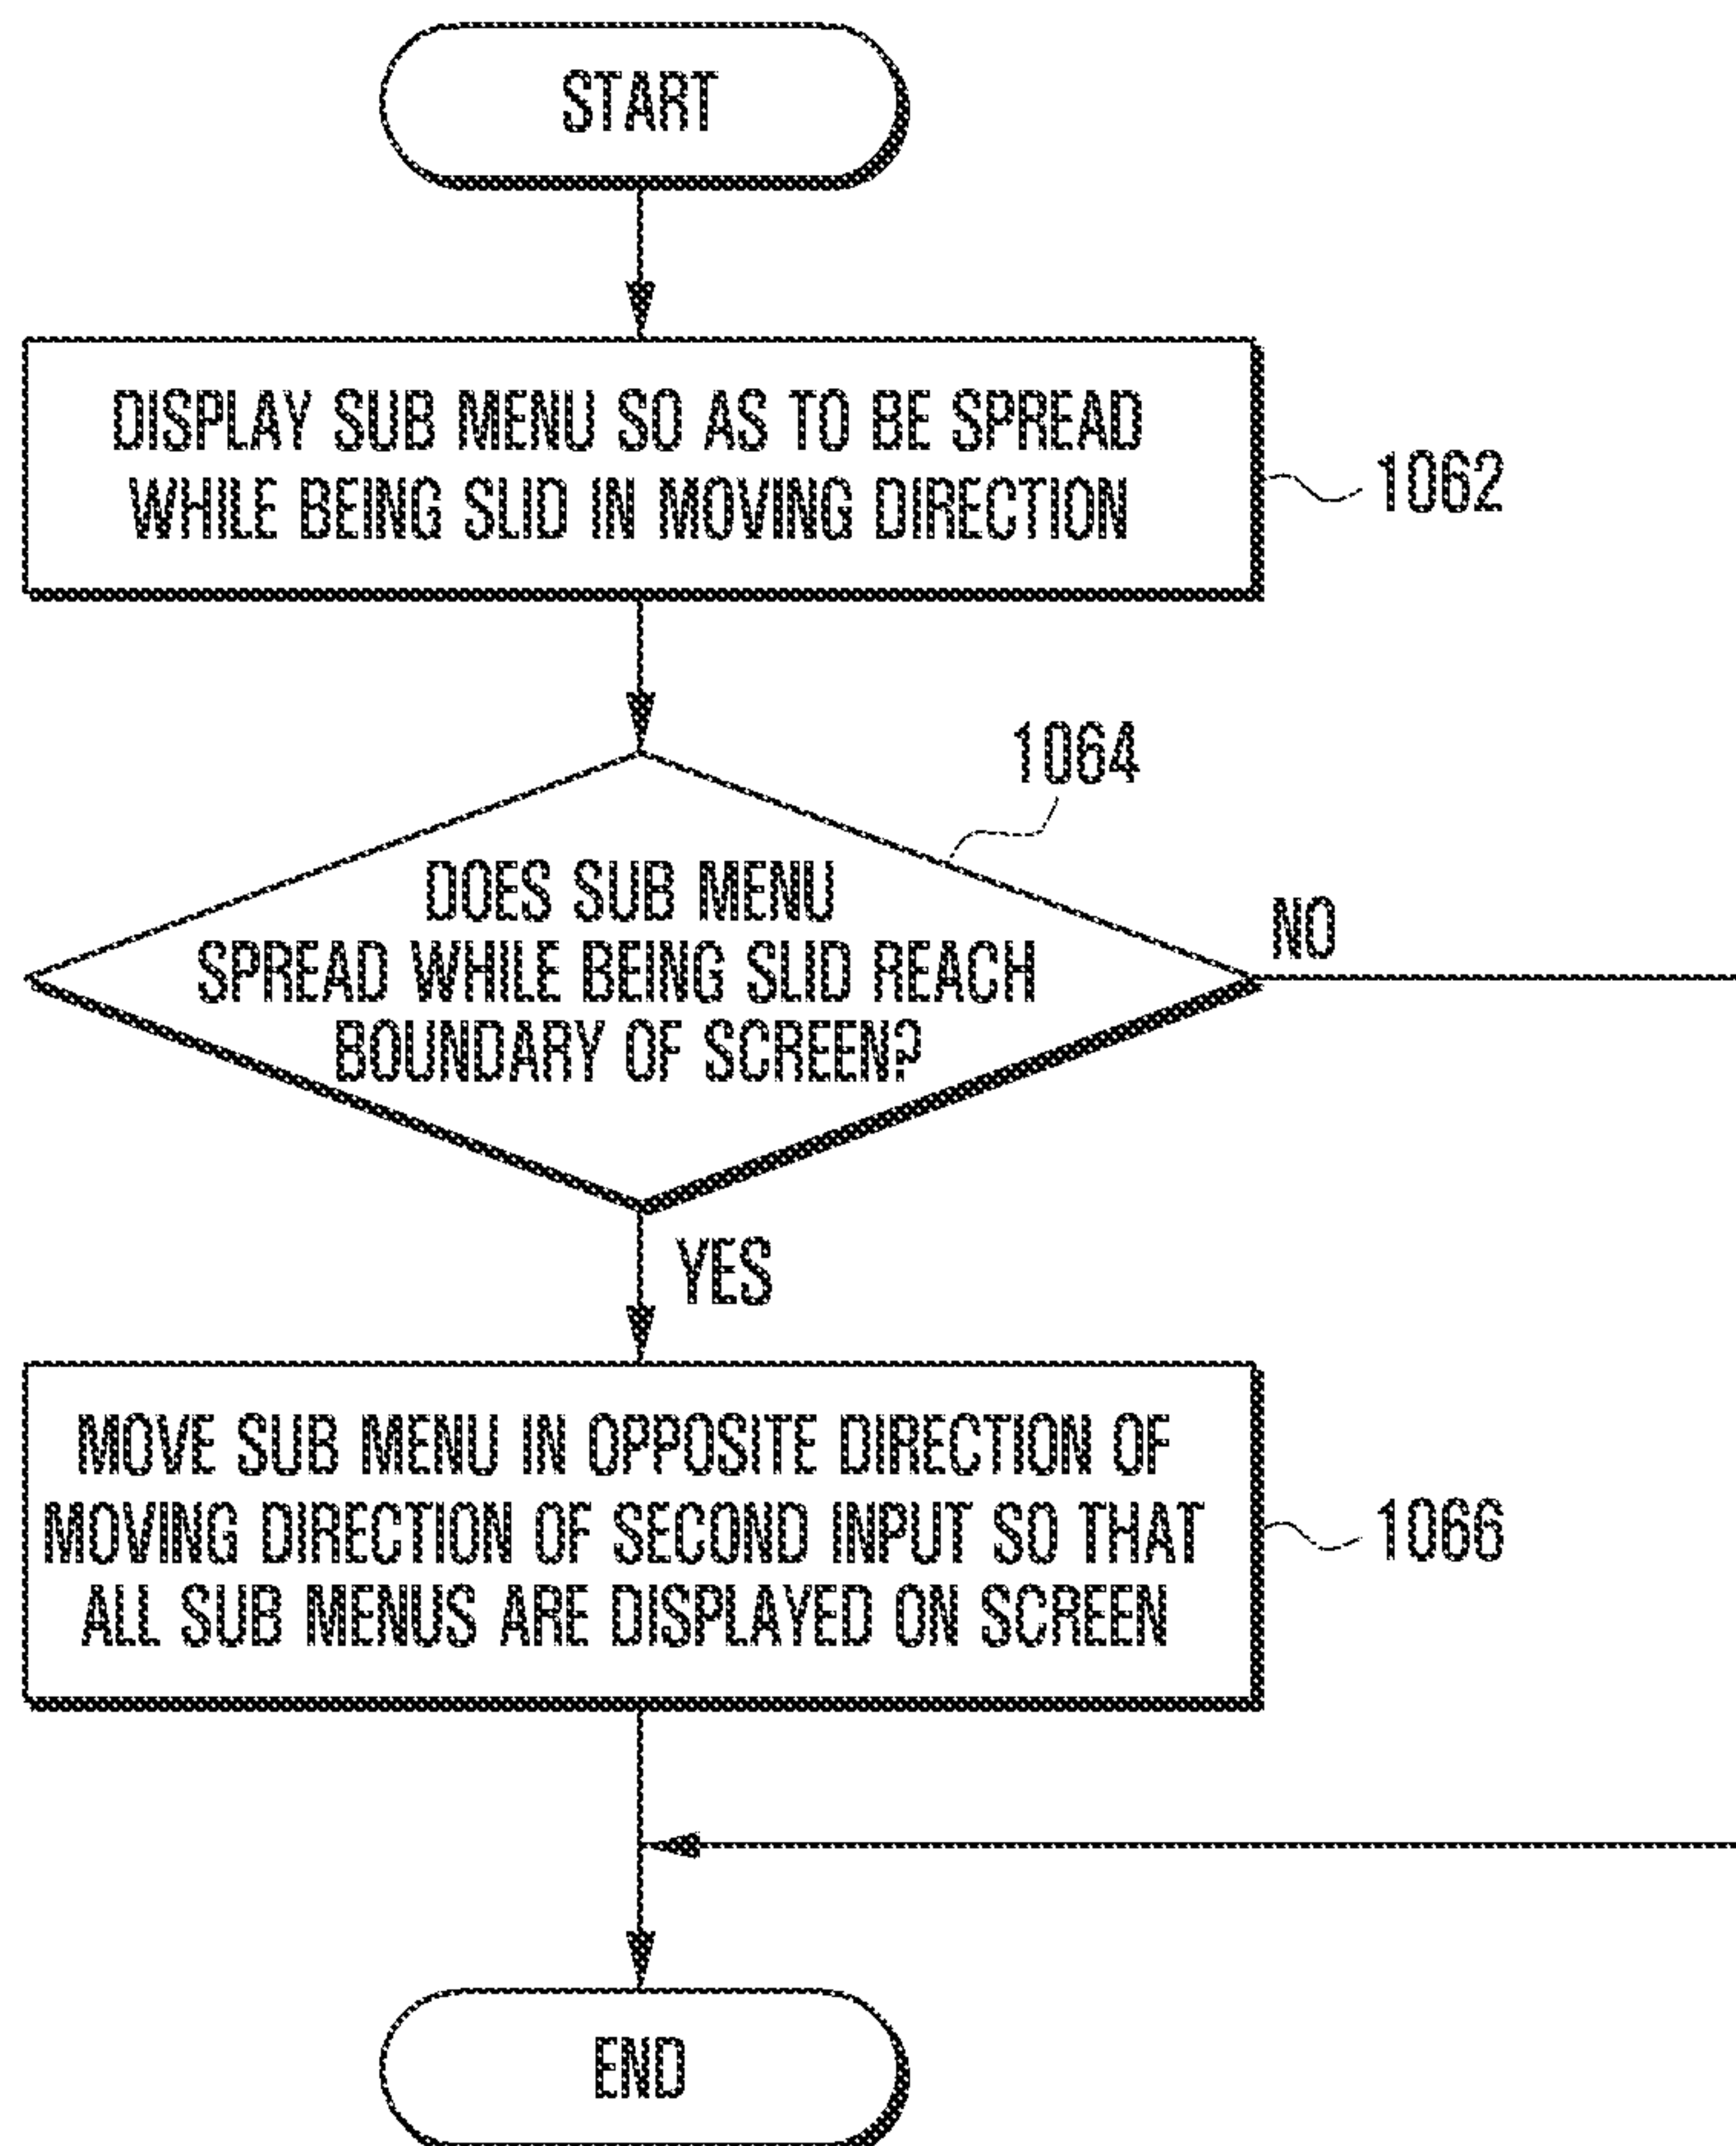 START
DISPLAY SUB MENU SO AS TO BE SPREAD
WHILE BEING SLID IN MOVING DIRECTION
1062
1064
DOES SUB MENU
SPREAD WHILE BEING SLID REACH
BOUNDARY OF SCREEN?
NO
YES
MOVE SUB MENU IN OPPOSITE DIRECTION OF
MOVING DIRECTION OF SECOND INPUT SO THAT
ALL SUB MENUS ARE DISPLAYED ON SCREEN
1066
END